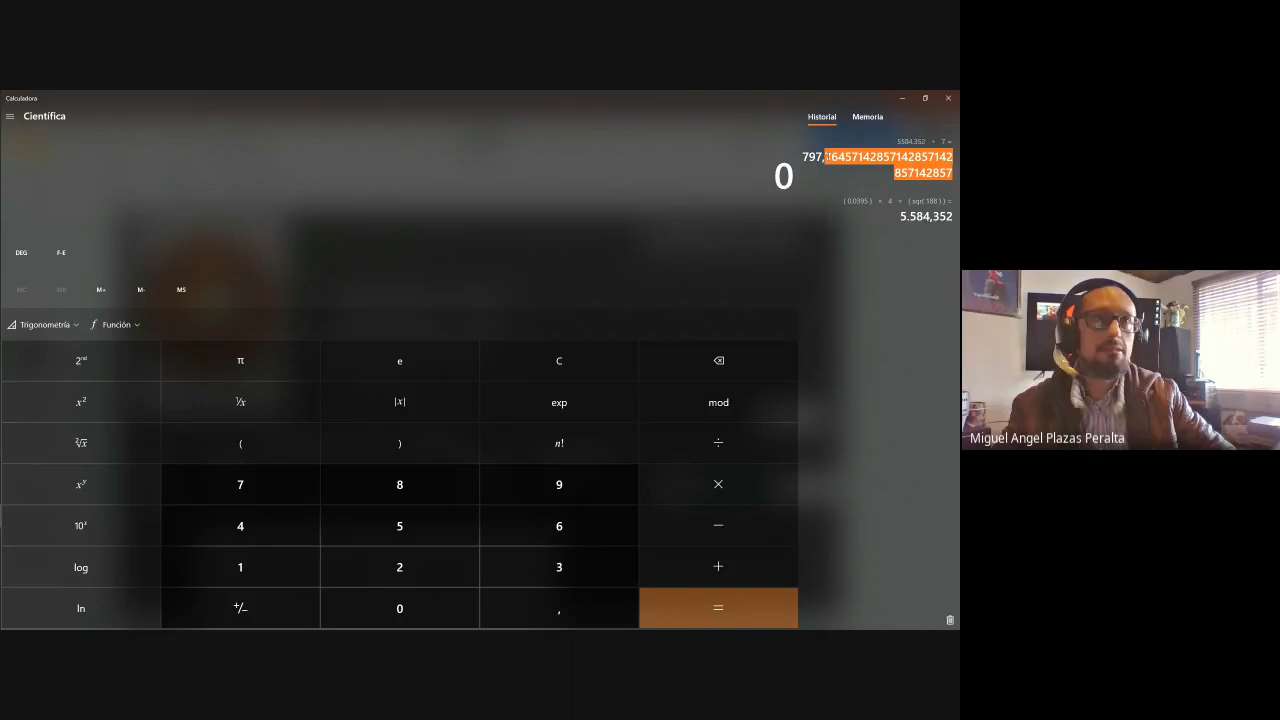 Calculadora
Científica
Historial
Memoria
5584.352 ÷ 7 =
797,7645714285714285714​2
857142857
0
( 0.0395 ) × 4 × ( sqr( 188 ) ) =
5.584,352
DEG
F-E
MC
MR
M+
M-
MS
Trigonometría
f Función
2nd
π
e
C
x2
1/x
|x|
exp
mod
2√x
(
)
n!
÷
xy
7
8
9
×
10x
4
5
6
−
log
1
2
3
+
ln
+/−
0
,
=
Miguel Angel Plazas Peralta